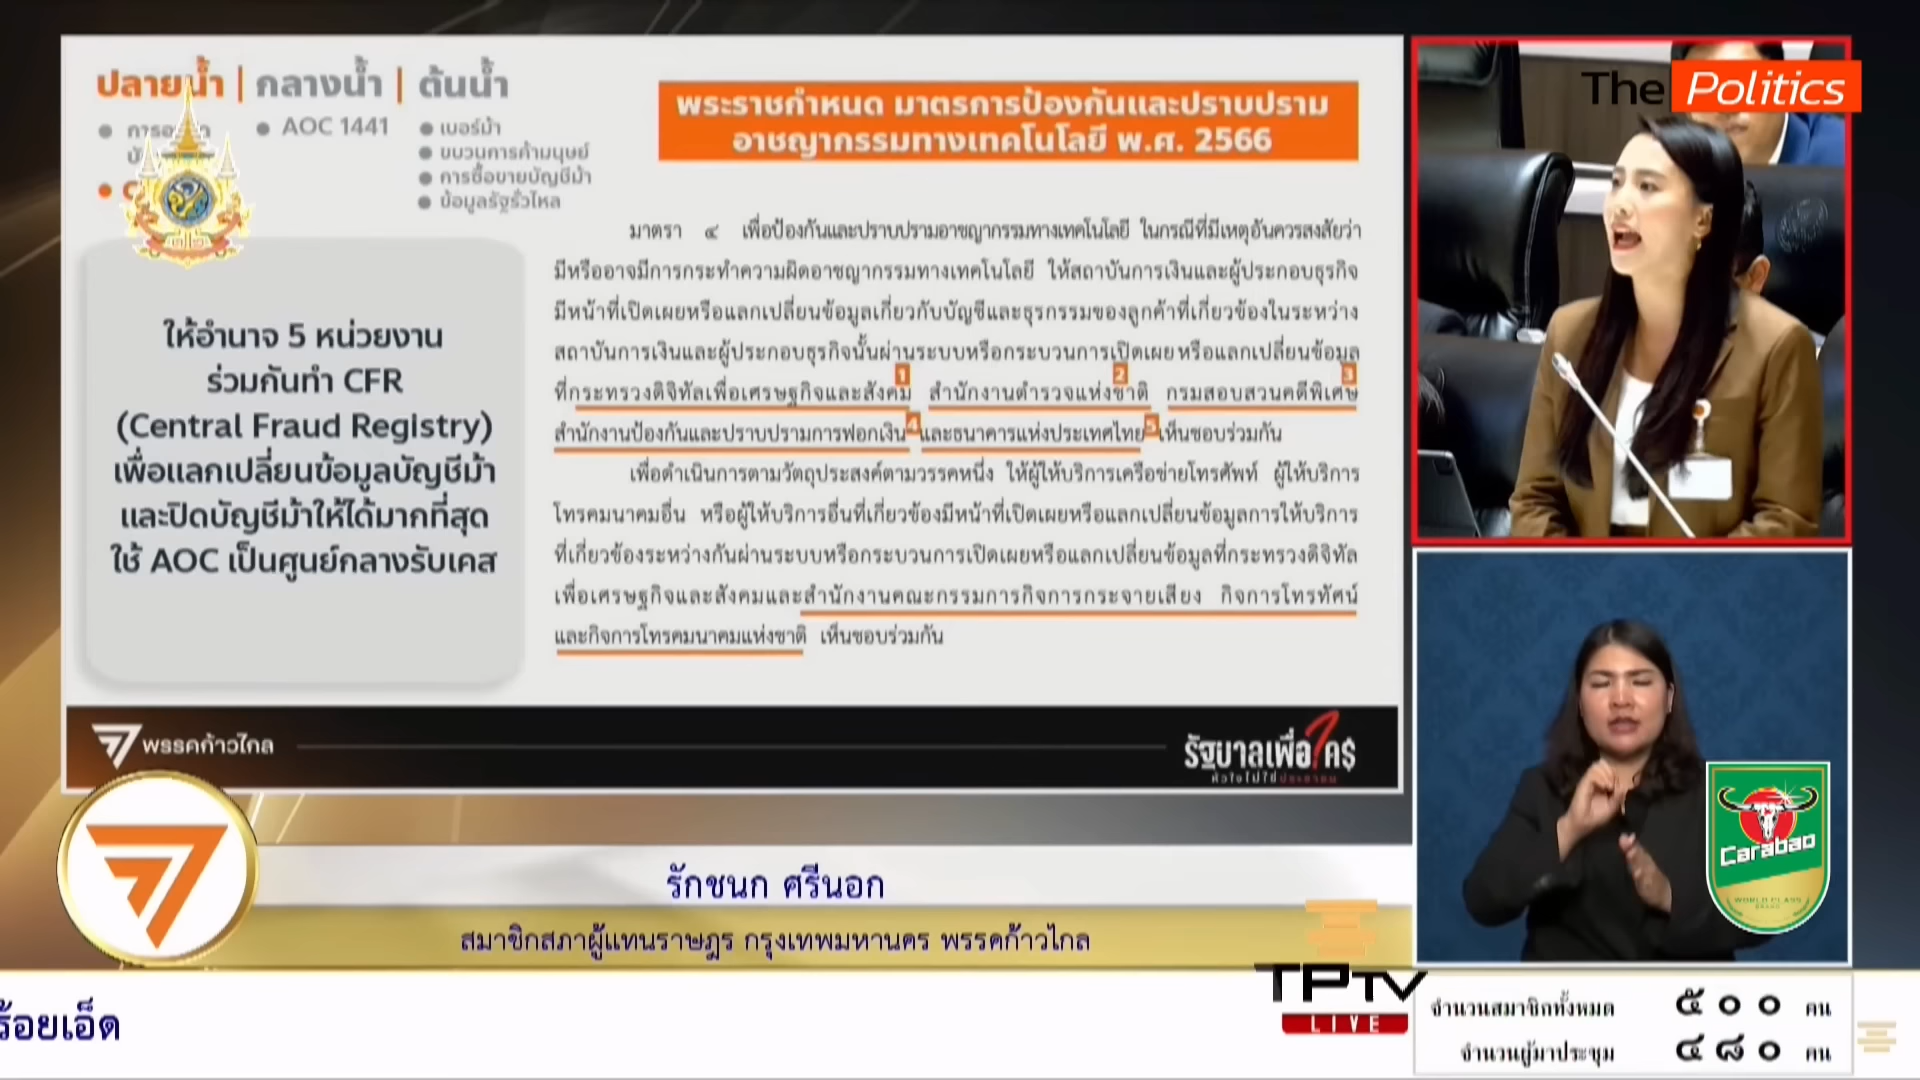 ปลายน้ำ | กลางน้ำ | ต้นน้ำ
AOC 1441
เบอร์ม้า
ขบวนการค้ามนุษย์
การซื้อขายบัญชีม้า
ข้อมูลรัฐรั่วไหล
พระราชกำหนด มาตรการป้องกันและปราบปราม
อาชญากรรมทางเทคโนโลยี พ.ศ. 2566
ให้อำนาจ 5 หน่วยงาน
ร่วมกันทำ CFR
(Central Fraud Registry)
เพื่อแลกเปลี่ยนข้อมูลบัญชีม้า
และปิดบัญชีม้าให้ได้มากที่สุด
ใช้ AOC เป็นศูนย์กลางรับเคส
มาตรา ๔ เพื่อป้องกันและปราบปรามอาชญากรรมทางเทคโนโลยี ในกรณีที่มีเหตุอันควรสงสัยว่า
มีหรืออาจมีการกระทำความผิดอาชญากรรมทางเทคโนโลยี ให้สถาบันการเงินและผู้ประกอบธุรกิจ
มีหน้าที่เปิดเผยหรือแลกเปลี่ยนข้อมูลเกี่ยวกับบัญชีและธุรกรรมของลูกค้าที่เกี่ยวข้องในระหว่าง
สถาบันการเงินและผู้ประกอบธุรกิจนั้นผ่านระบบหรือกระบวนการเปิดเผยหรือแลกเปลี่ยนข้อมูล
1 2 3
ที่กระทรวงดิจิทัลเพื่อเศรษฐกิจและสังคม สำนักงานตำรวจแห่งชาติ กรมสอบสวนคดีพิเศษ
สำนักงานป้องกันและปราบปรามการฟอกเงิน 4 และธนาคารแห่งประเทศไทย 5 เห็นชอบร่วมกัน
เพื่อดำเนินการตามวัตถุประสงค์ตามวรรคหนึ่ง ให้ผู้ให้บริการเครือข่ายโทรศัพท์ ผู้ให้บริการ
โทรคมนาคมอื่น หรือผู้ให้บริการอื่นที่เกี่ยวข้องมีหน้าที่เปิดเผยหรือแลกเปลี่ยนข้อมูลการให้บริการ
ที่เกี่ยวข้องระหว่างกันผ่านระบบหรือกระบวนการเปิดเผยหรือแลกเปลี่ยนข้อมูลที่กระทรวงดิจิทัล
เพื่อเศรษฐกิจและสังคมและสำนักงานคณะกรรมการกิจการกระจายเสียง กิจการโทรทัศน์
และกิจการโทรคมนาคมแห่งชาติ เห็นชอบร่วมกัน
พรรคก้าวไกล
รัฐบาลเพื่อใคร$
หัวใจไม่ใช่ประชาชน
The Politics
Carabao
WORLD CLASS
BRAND
รักชนก ศรีนอก
สมาชิกสภาผู้แทนราษฎร กรุงเทพมหานคร พรรคก้าวไกล
TPTV
LIVE
ร้อยเอ็ด
จำนวนสมาชิกทั้งหมด ๕๐๐ คน
จำนวนผู้มาประชุม ๔๘๐ คน